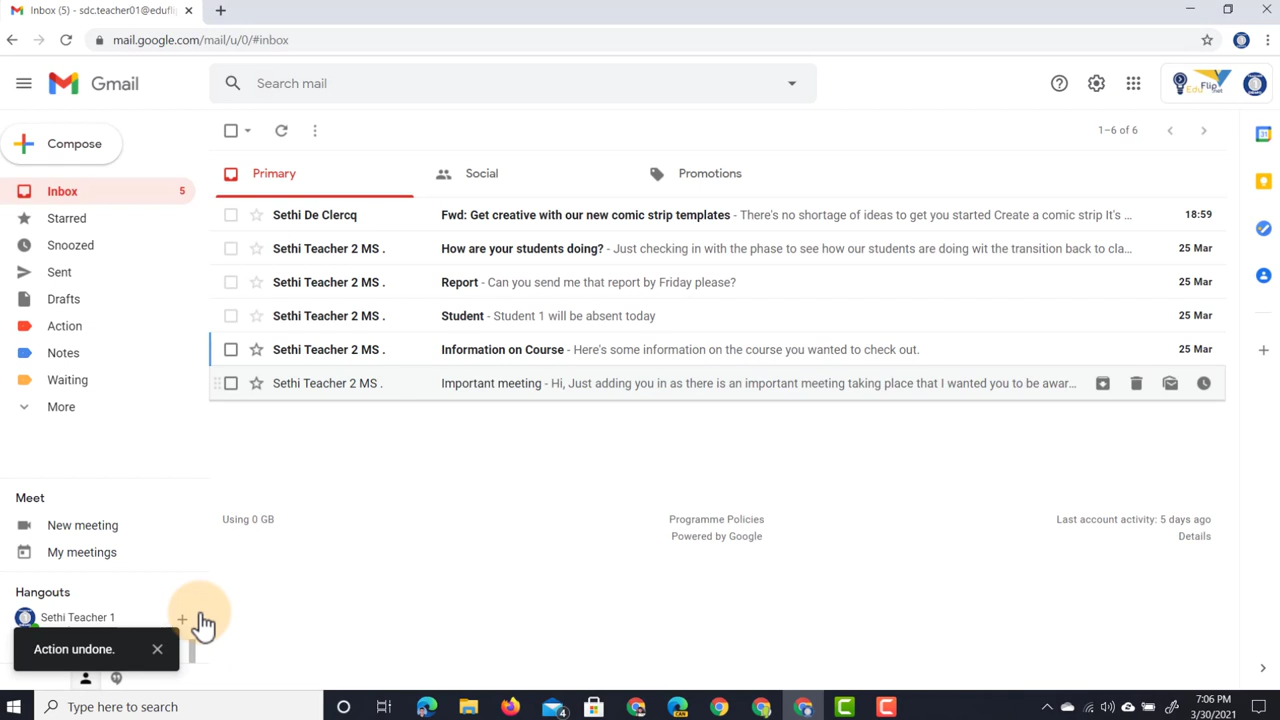 Inbox (5) - sdc.teacher01@eduflip
mail.google.com/mail/u/0/#inbox
Gmail
Search mail
Edu Flip .net
Compose
1–6 of 6
Inbox 5
Primary
Social
Promotions
Starred
Sethi De Clercq Fwd: Get creative with our new comic strip templates - There's no shortage of ideas to get you started Create a comic strip It's ... 18:59
Snoozed
Sethi Teacher 2 MS . How are your students doing? - Just checking in with the phase to see how our students are doing wit the transition back to cla... 25 Mar
Sent
Sethi Teacher 2 MS . Report - Can you send me that report by Friday please? 25 Mar
Drafts
Sethi Teacher 2 MS . Student - Student 1 will be absent today 25 Mar
Action
Sethi Teacher 2 MS . Information on Course - Here's some information on the course you wanted to check out. 25 Mar
Notes
Sethi Teacher 2 MS . Important meeting - Hi, Just adding you in as there is an important meeting taking place that I wanted you to be awar...
Waiting
More
Meet
New meeting
My meetings
Using 0 GB
Programme Policies
Powered by Google
Last account activity: 5 days ago
Details
Hangouts
Sethi Teacher 1
Action undone.
Type here to search
4
CAN
7:06 PM
3/30/2021